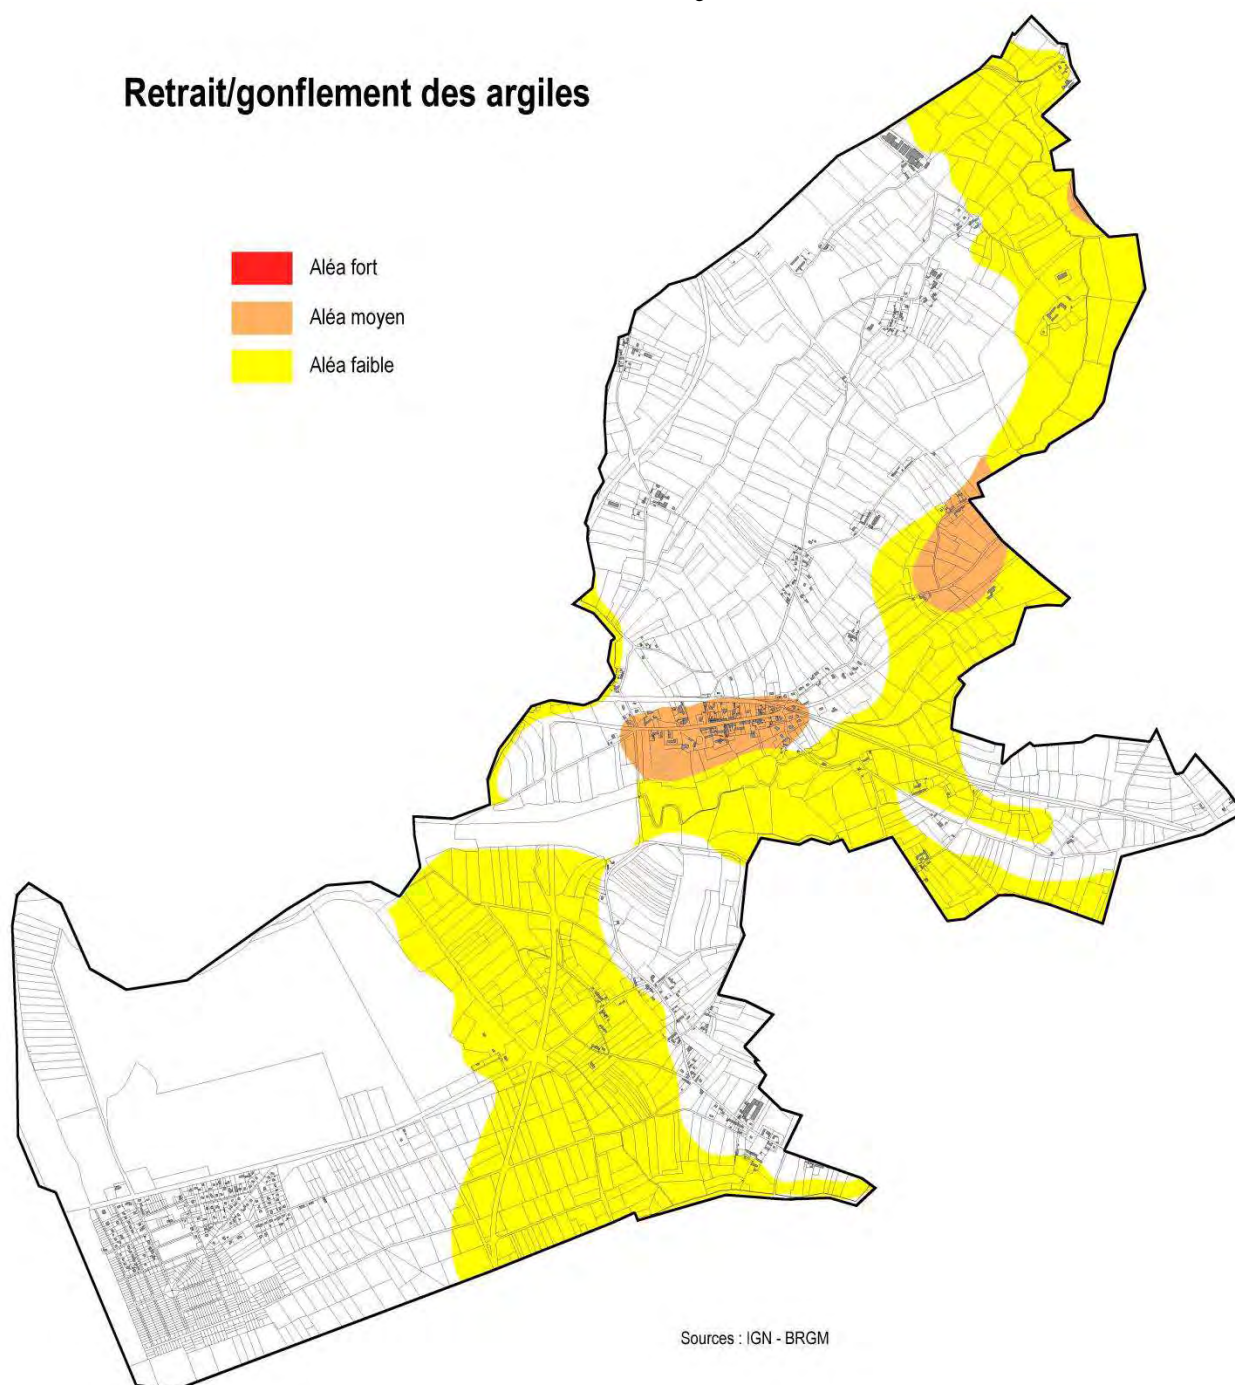 Retrait/gonflement des argiles
Aléa fort
Aléa moyen
Aléa faible
Sources : IGN - BRGM